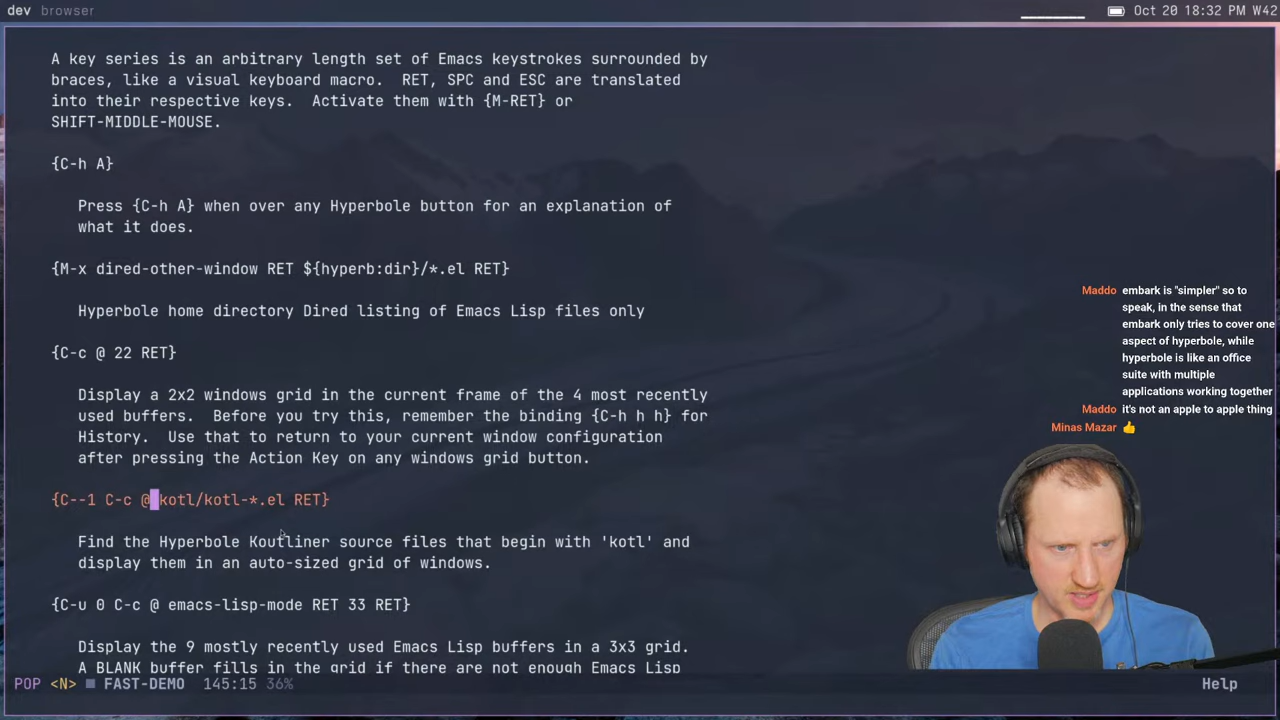 dev browser
Oct 20 18:32 PM W42
A key series is an arbitrary length set of Emacs keystrokes surrounded by
braces, like a visual keyboard macro.  RET, SPC and ESC are translated
into their respective keys.  Activate them with {M-RET} or
SHIFT-MIDDLE-MOUSE.
{C-h A}
Press {C-h A} when over any Hyperbole button for an explanation of
what it does.
{M-x dired-other-window RET ${hyperb:dir}/*.el RET}
Hyperbole home directory Dired listing of Emacs Lisp files only
{C-c @ 22 RET}
Display a 2x2 windows grid in the current frame of the 4 most recently
used buffers.  Before you try this, remember the binding {C-h h h} for
History.  Use that to return to your current window configuration
after pressing the Action Key on any windows grid button.
{C--1 C-c @ kotl/kotl-*.el RET}
Find the Hyperbole Koutliner source files that begin with 'kotl' and
display them in an auto-sized grid of windows.
{C-u 0 C-c @ emacs-lisp-mode RET 33 RET}
Display the 9 mostly recently used Emacs Lisp buffers in a 3x3 grid.
A BLANK buffer fills in the grid if there are not enough Emacs Lisp
POP <N> FAST-DEMO 145:15 36%
Help
Maddo embark is "simpler" so to
speak, in the sense that
embark only tries to cover one
aspect of hyperbole, while
hyperbole is like an office
suite with multiple
applications working together
Maddo it's not an apple to apple thing
Minas Mazar 👍